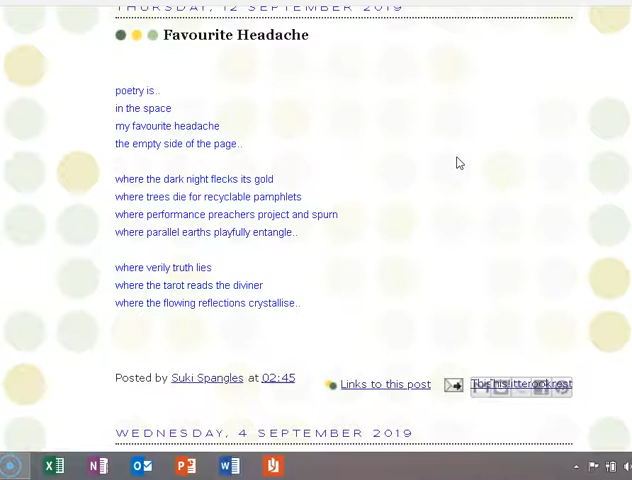 THURSDAY, 12 SEPTEMBER 2019
Favourite Headache
poetry is..
in the space
my favourite headache
the empty side of the page..
where the dark night flecks its gold
where trees die for recyclable pamphlets
where performance preachers project and spurn
where parallel earths playfully entangle..
where verily truth lies
where the tarot reads the diviner
where the flowing reflections crystallise..
Posted by Suki Spangles at 02:45
Links to this post
WEDNESDAY, 4 SEPTEMBER 2019